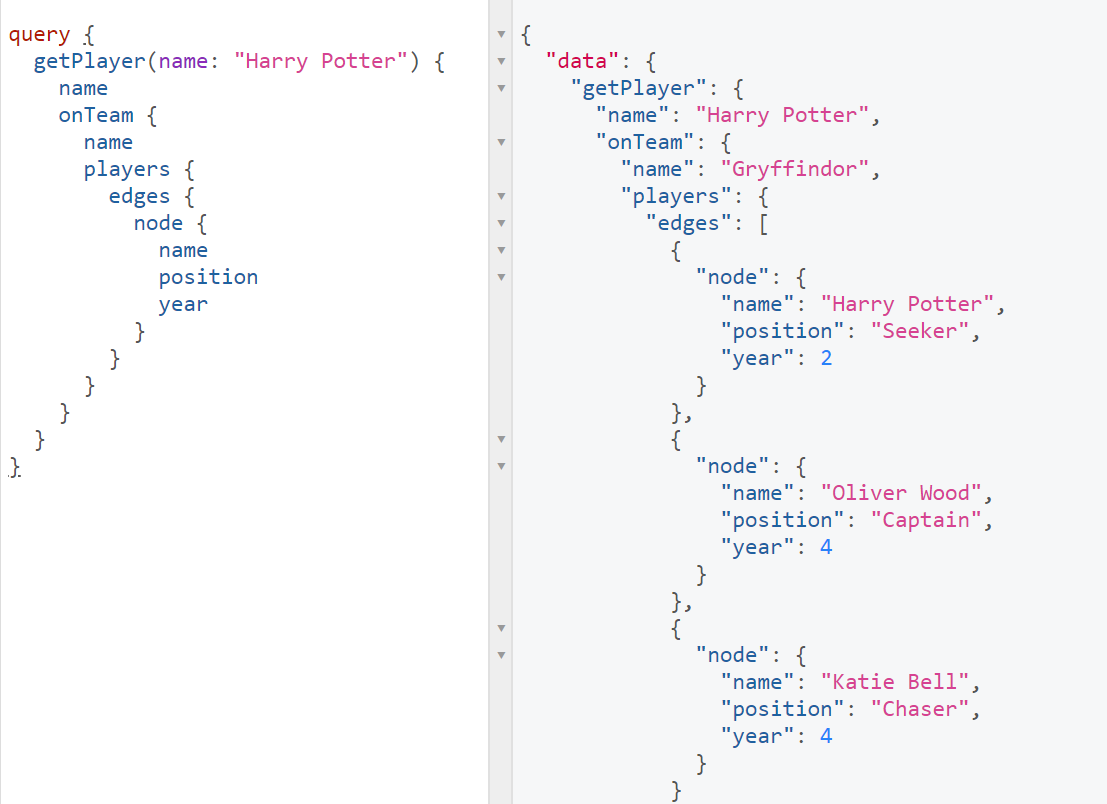 query {
  getPlayer(name: "Harry Potter") {
    name
    onTeam {
      name
      players {
        edges {
          node {
            name
            position
            year
          }
        }
      }
    }
  }
}
{
  "data": {
    "getPlayer": {
      "name": "Harry Potter",
      "onTeam": {
        "name": "Gryffindor",
        "players": {
          "edges": [
            {
              "node": {
                "name": "Harry Potter",
                "position": "Seeker",
                "year": 2
              }
            },
            {
              "node": {
                "name": "Oliver Wood",
                "position": "Captain",
                "year": 4
              }
            },
            {
              "node": {
                "name": "Katie Bell",
                "position": "Chaser",
                "year": 4
              }
            }